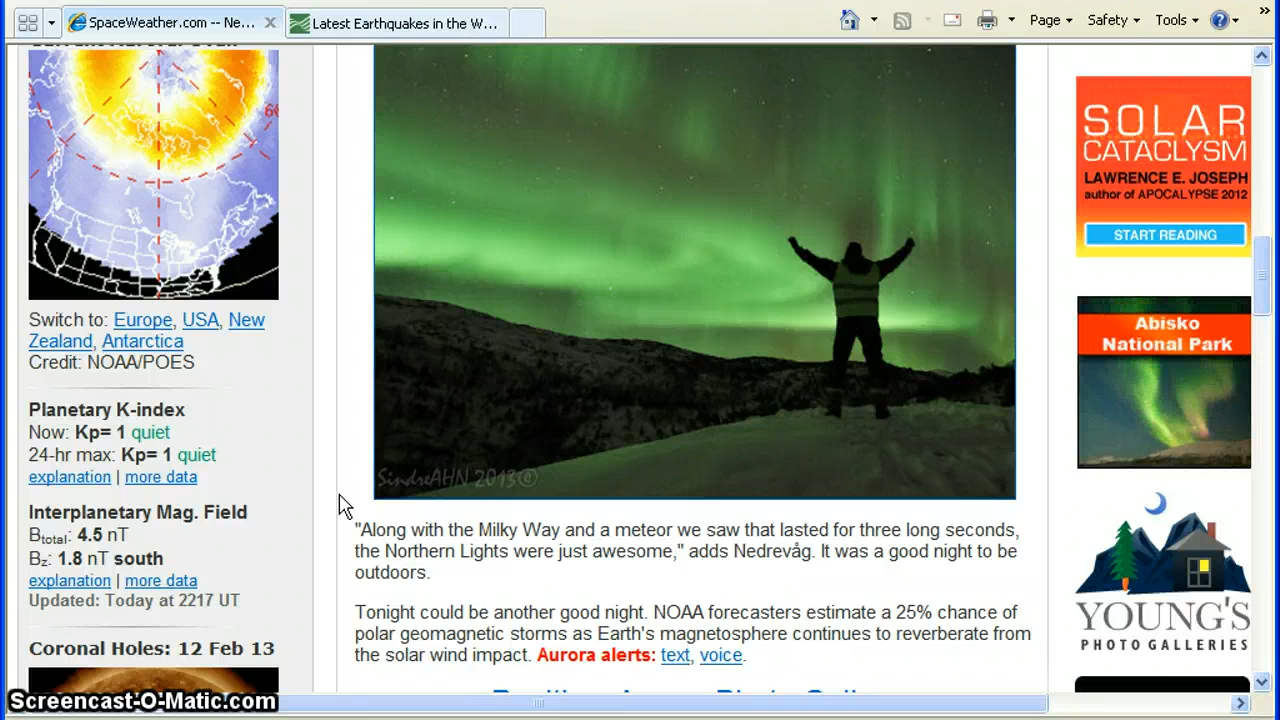 SpaceWeather.com -- Ne...
Latest Earthquakes in the W...
Page
Safety
Tools
Switch to: Europe, USA, New
Zealand, Antarctica
Credit: NOAA/POES
Planetary K-index
Now: Kp= 1 quiet
24-hr max: Kp= 1 quiet
explanation | more data
Interplanetary Mag. Field
Btotal: 4.5 nT
Bz: 1.8 nT south
explanation | more data
Updated: Today at 2217 UT
Coronal Holes: 12 Feb 13
SindreAHN 2013©
"Along with the Milky Way and a meteor we saw that lasted for three long seconds,
the Northern Lights were just awesome," adds Nedrevåg. It was a good night to be
outdoors.
Tonight could be another good night. NOAA forecasters estimate a 25% chance of
polar geomagnetic storms as Earth's magnetosphere continues to reverberate from
the solar wind impact. Aurora alerts: text, voice.
SOLAR
CATACLYSM
LAWRENCE E. JOSEPH
author of APOCALYPSE 2012
START READING
Abisko
National Park
YOUNG'S
PHOTO GALLERIES
Screencast-O-Matic.com